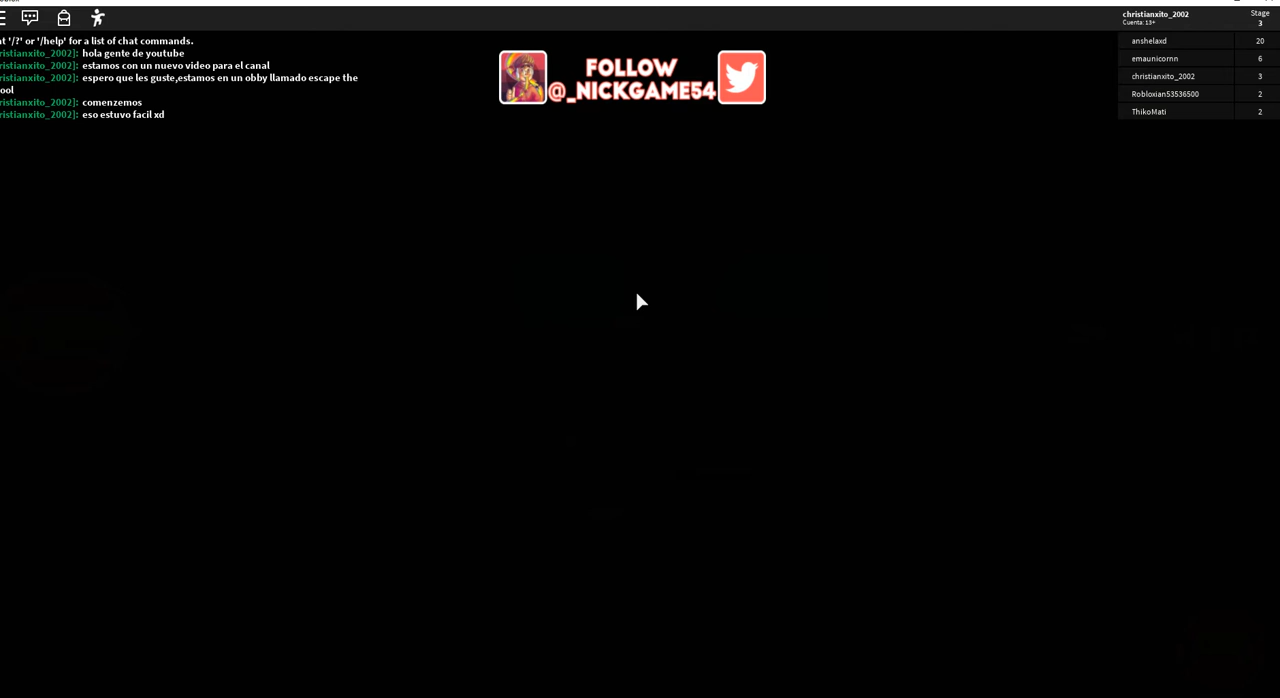 christianxito_2002
Cuenta: 13+
Stage
3
anshelaxd 20
emaunicornn 6
christianxito_2002 3
Robloxian53536500 2
ThikoMati 2
'/?' or '/help' for a list of chat commands.
ristianxito_2002]: hola gente de youtube
ristianxito_2002]: estamos con un nuevo video para el canal
ristianxito_2002]: espero que les guste,estamos en un obby llamado escape the
ool
ristianxito_2002]: comenzemos
ristianxito_2002]: eso estuvo facil xd
FOLLOW
@_NICKGAME54